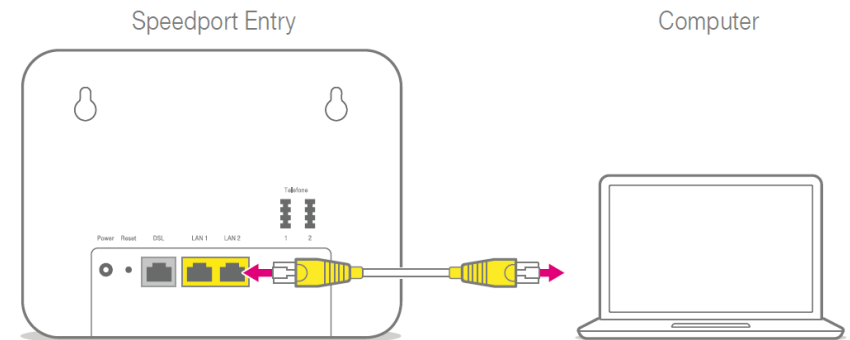 Speedport Entry
Computer
Telefone
Power Reset DSL LAN 1 LAN 2 1 2